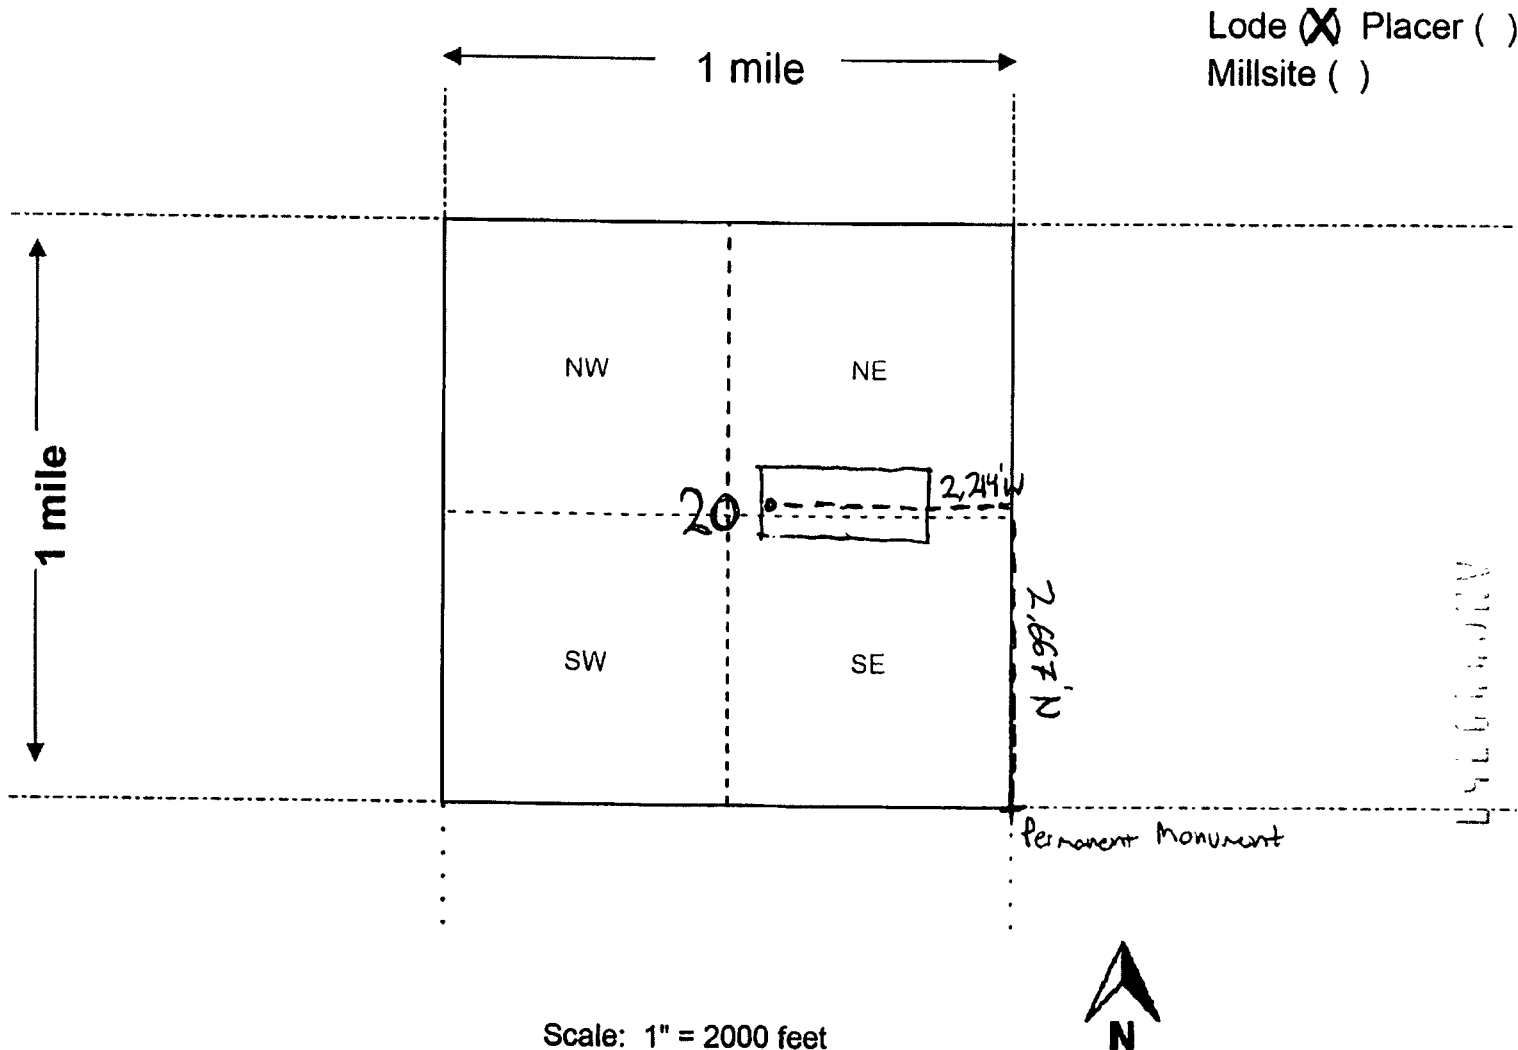 Lode (X) Placer ( )
Millsite ( )
1 mile
1 mile
NW
NE
20
2,214' W
2,667' N
SW
SE
Permanent Monument
N
Scale: 1" = 2000 feet